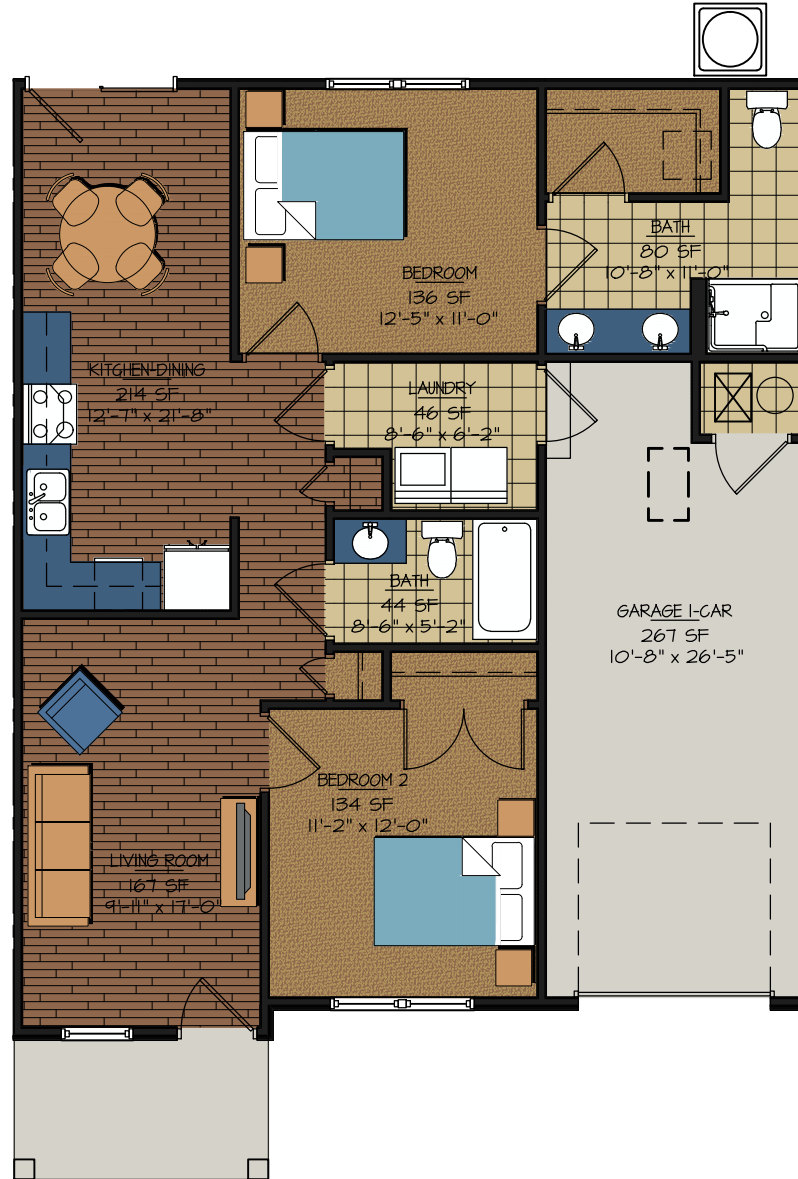 BATH
80 SF
10'-8" x 11'-0"
BEDROOM
136 SF
12'-5" x 11'-0"
KITCHEN-DINING
214 SF
12'-7" x 21'-8"
LAUNDRY
46 SF
8'-6" x 6'-2"
BATH
44 SF
8'-6" x 5'-2"
GARAGE 1-CAR
267 SF
10'-8" x 26'-5"
BEDROOM 2
134 SF
11'-2" x 12'-0"
LIVING ROOM
167 SF
9'-11" x 17'-0"